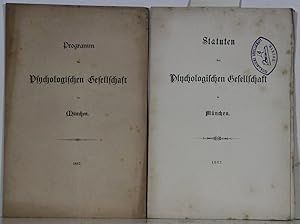 Programm
der
Psychologischen Gesellschaft
in
München.
1887.
Statuten
der
Psychologischen Gesellschaft
in
München.
1887.